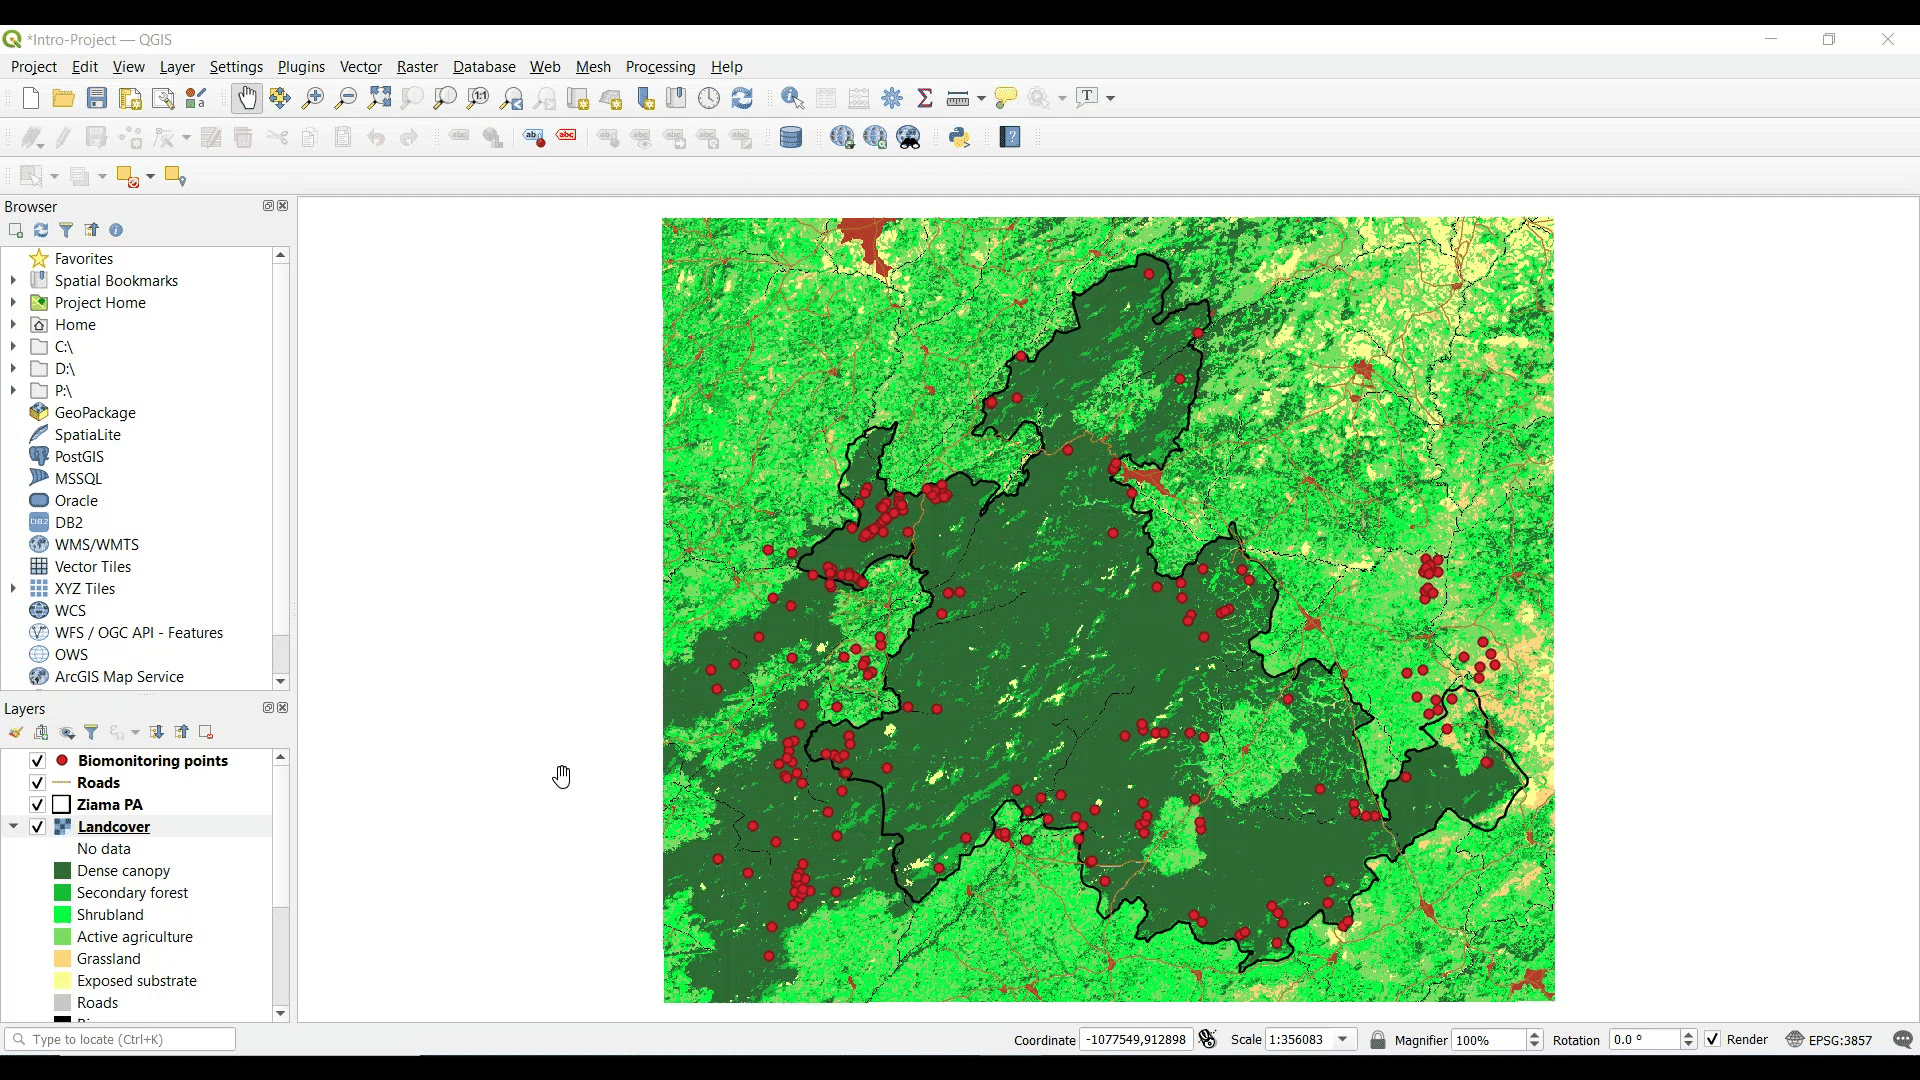 *Intro-Project — QGIS
Project Edit View Layer Settings Plugins Vector Raster Database Web Mesh Processing Help
Browser
Favorites
Spatial Bookmarks
Project Home
Home
C:\
D:\
P:\
GeoPackage
SpatiaLite
PostGIS
MSSQL
Oracle
DB2
WMS/WMTS
Vector Tiles
XYZ Tiles
WCS
WFS / OGC API - Features
OWS
ArcGIS Map Service
Layers
Biomonitoring points
Roads
Ziama PA
Landcover
No data
Dense canopy
Secondary forest
Shrubland
Active agriculture
Grassland
Exposed substrate
Roads
Type to locate (Ctrl+K)
Coordinate -1077549,912898 Scale 1:356083 Magnifier 100% Rotation 0.0 ° Render EPSG:3857